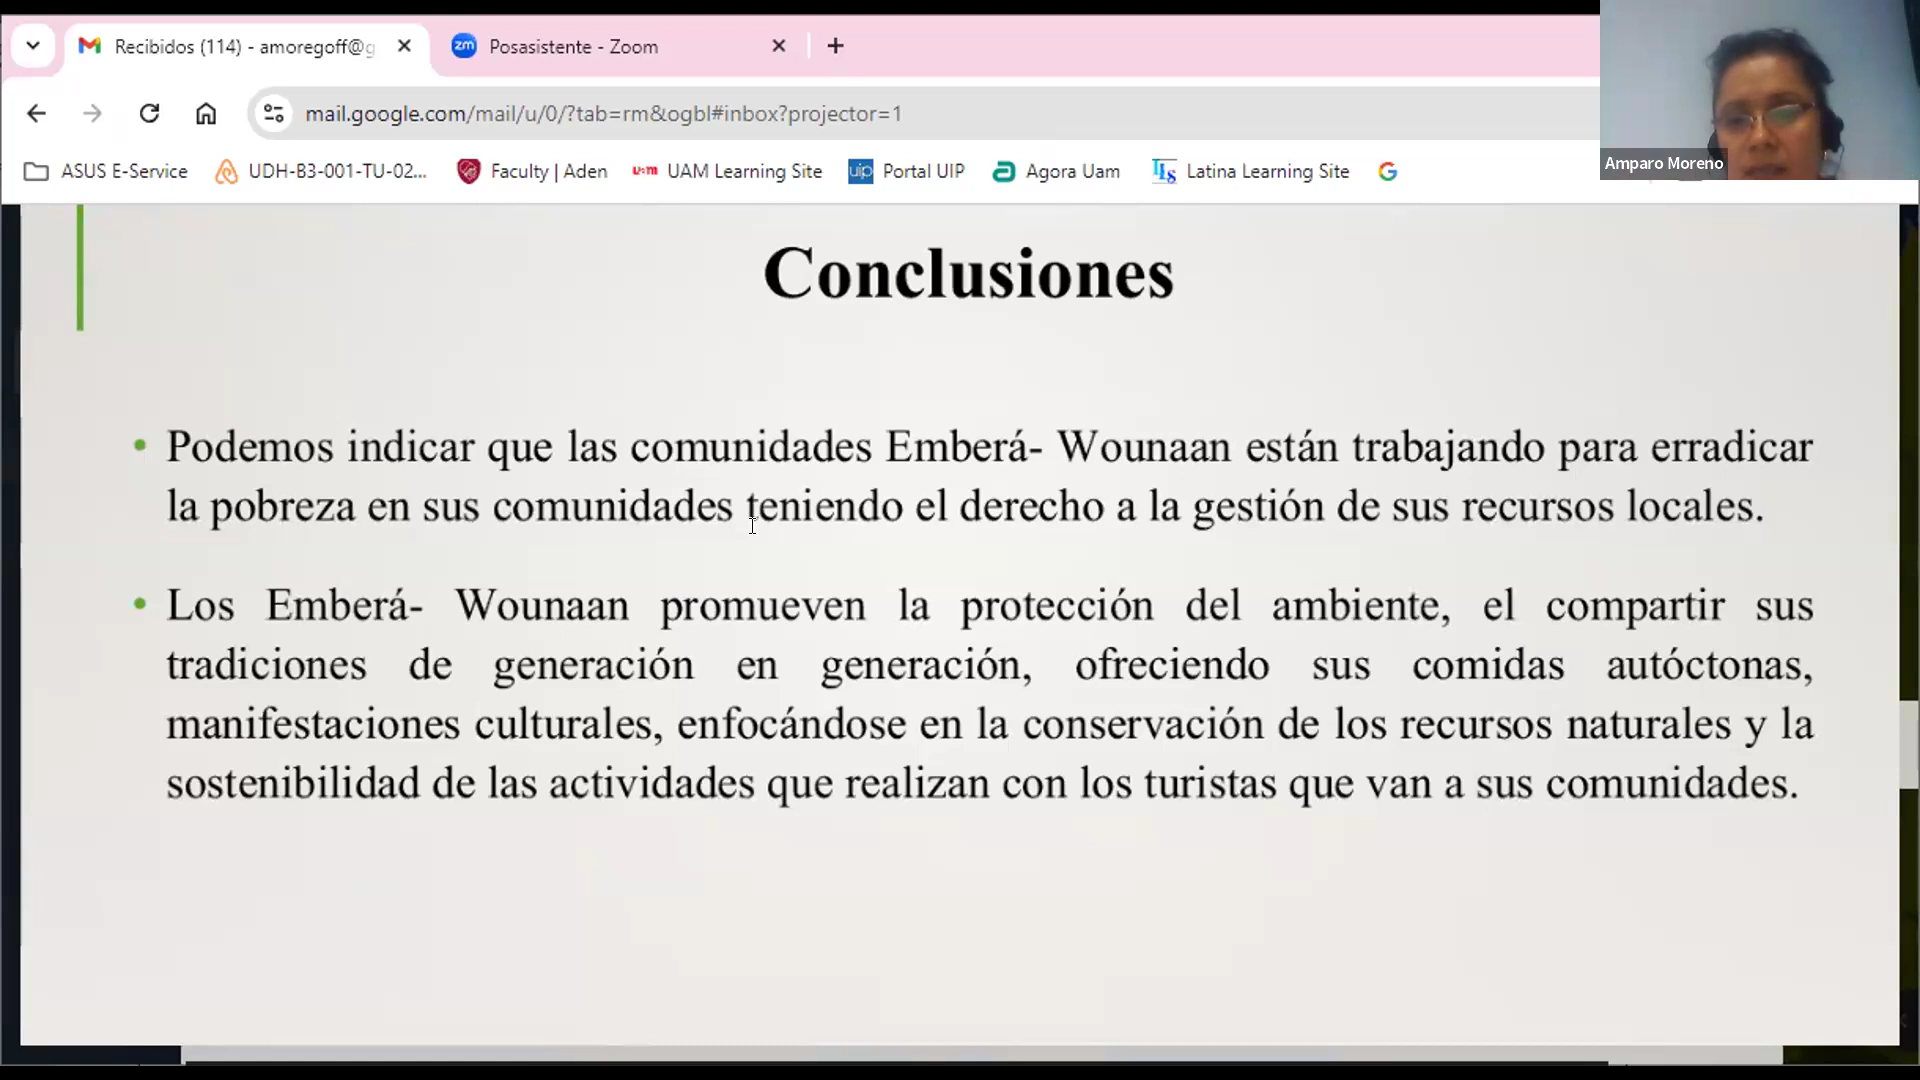 Recibidos (114) - amoregoff@g
Posasistente - Zoom
mail.google.com/mail/u/0/?tab=rm&ogbl#inbox?projector=1
ASUS E-Service
UDH-B3-001-TU-02...
Faculty | Aden
UAM Learning Site
uip Portal UIP
Agora Uam
Latina Learning Site
Amparo Moreno
Conclusiones
• Podemos indicar que las comunidades Emberá- Wounaan están trabajando para erradicar
la pobreza en sus comunidades teniendo el derecho a la gestión de sus recursos locales.
• Los Emberá- Wounaan promueven la protección del ambiente, el compartir sus
tradiciones de generación en generación, ofreciendo sus comidas autóctonas,
manifestaciones culturales, enfocándose en la conservación de los recursos naturales y la
sostenibilidad de las actividades que realizan con los turistas que van a sus comunidades.